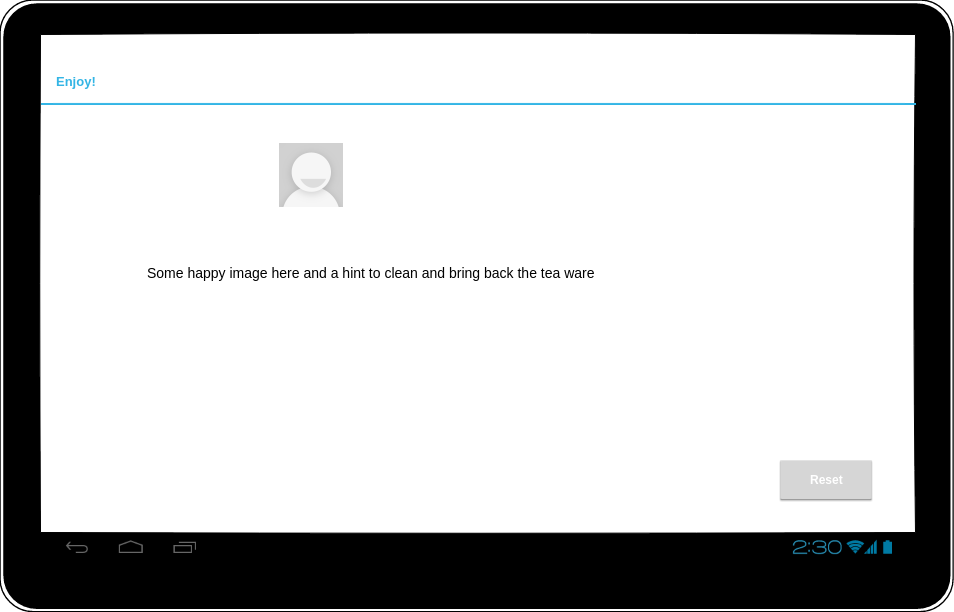 Enjoy!
Some happy image here and a hint to clean and bring back the tea ware
Reset
2:30